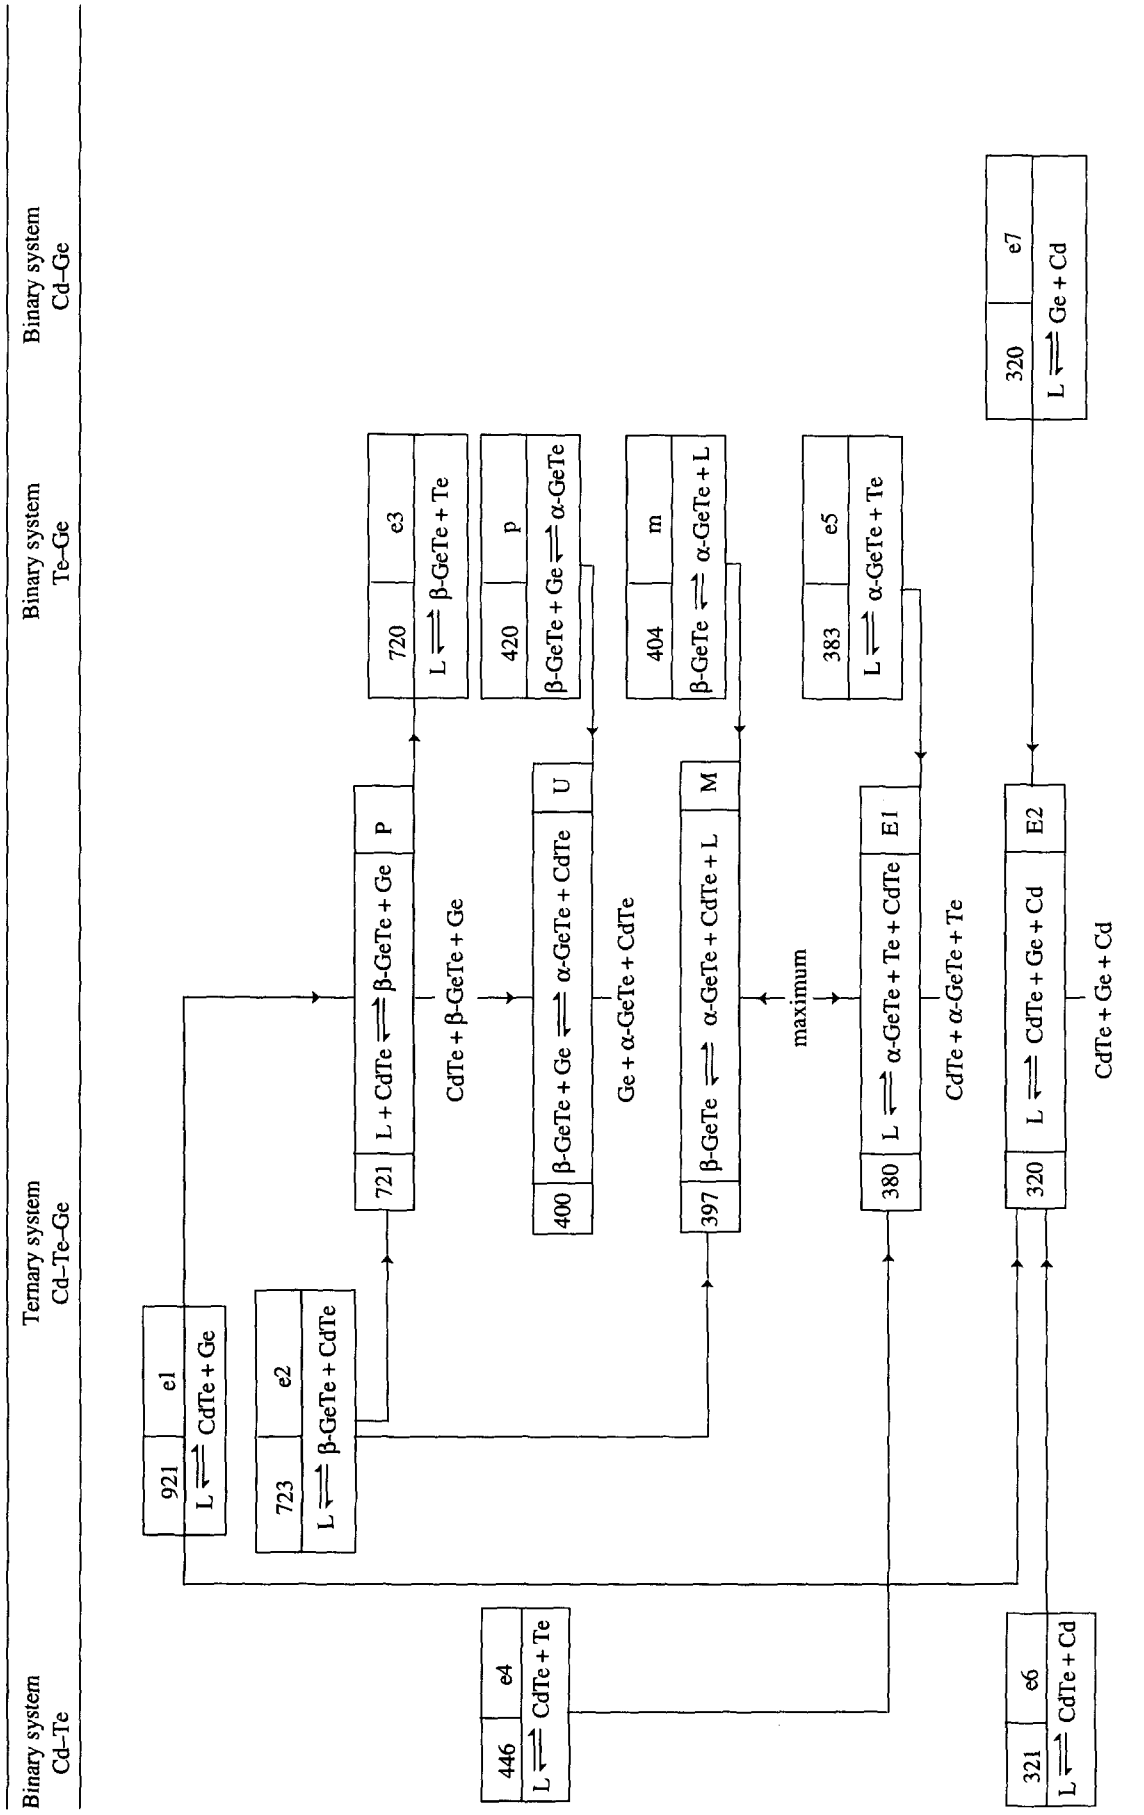 Binary system
Cd–Te
Ternary system
Cd–Te–Ge
Binary system
Te–Ge
Binary system
Cd–Ge
921 e1
L ⇌ CdTe + Ge
723 e2
L ⇌ β-GeTe + CdTe
721 L + CdTe ⇌ β-GeTe + Ge P
720 e3
L ⇌ β-GeTe + Te
CdTe + β-GeTe + Ge
446 e4
L ⇌ CdTe + Te
420 p
β-GeTe + Ge ⇌ α-GeTe
400 β-GeTe + Ge ⇌ α-GeTe + CdTe U
Ge + α-GeTe + CdTe
404 m
β-GeTe ⇌ α-GeTe + L
397 β-GeTe ⇌ α-GeTe + CdTe + L M
maximum
383 e5
L ⇌ α-GeTe + Te
380 L ⇌ α-GeTe + Te + CdTe E1
CdTe + α-GeTe + Te
320 e7
L ⇌ Ge + Cd
321 e6
L ⇌ CdTe + Cd
320 L ⇌ CdTe + Ge + Cd E2
CdTe + Ge + Cd